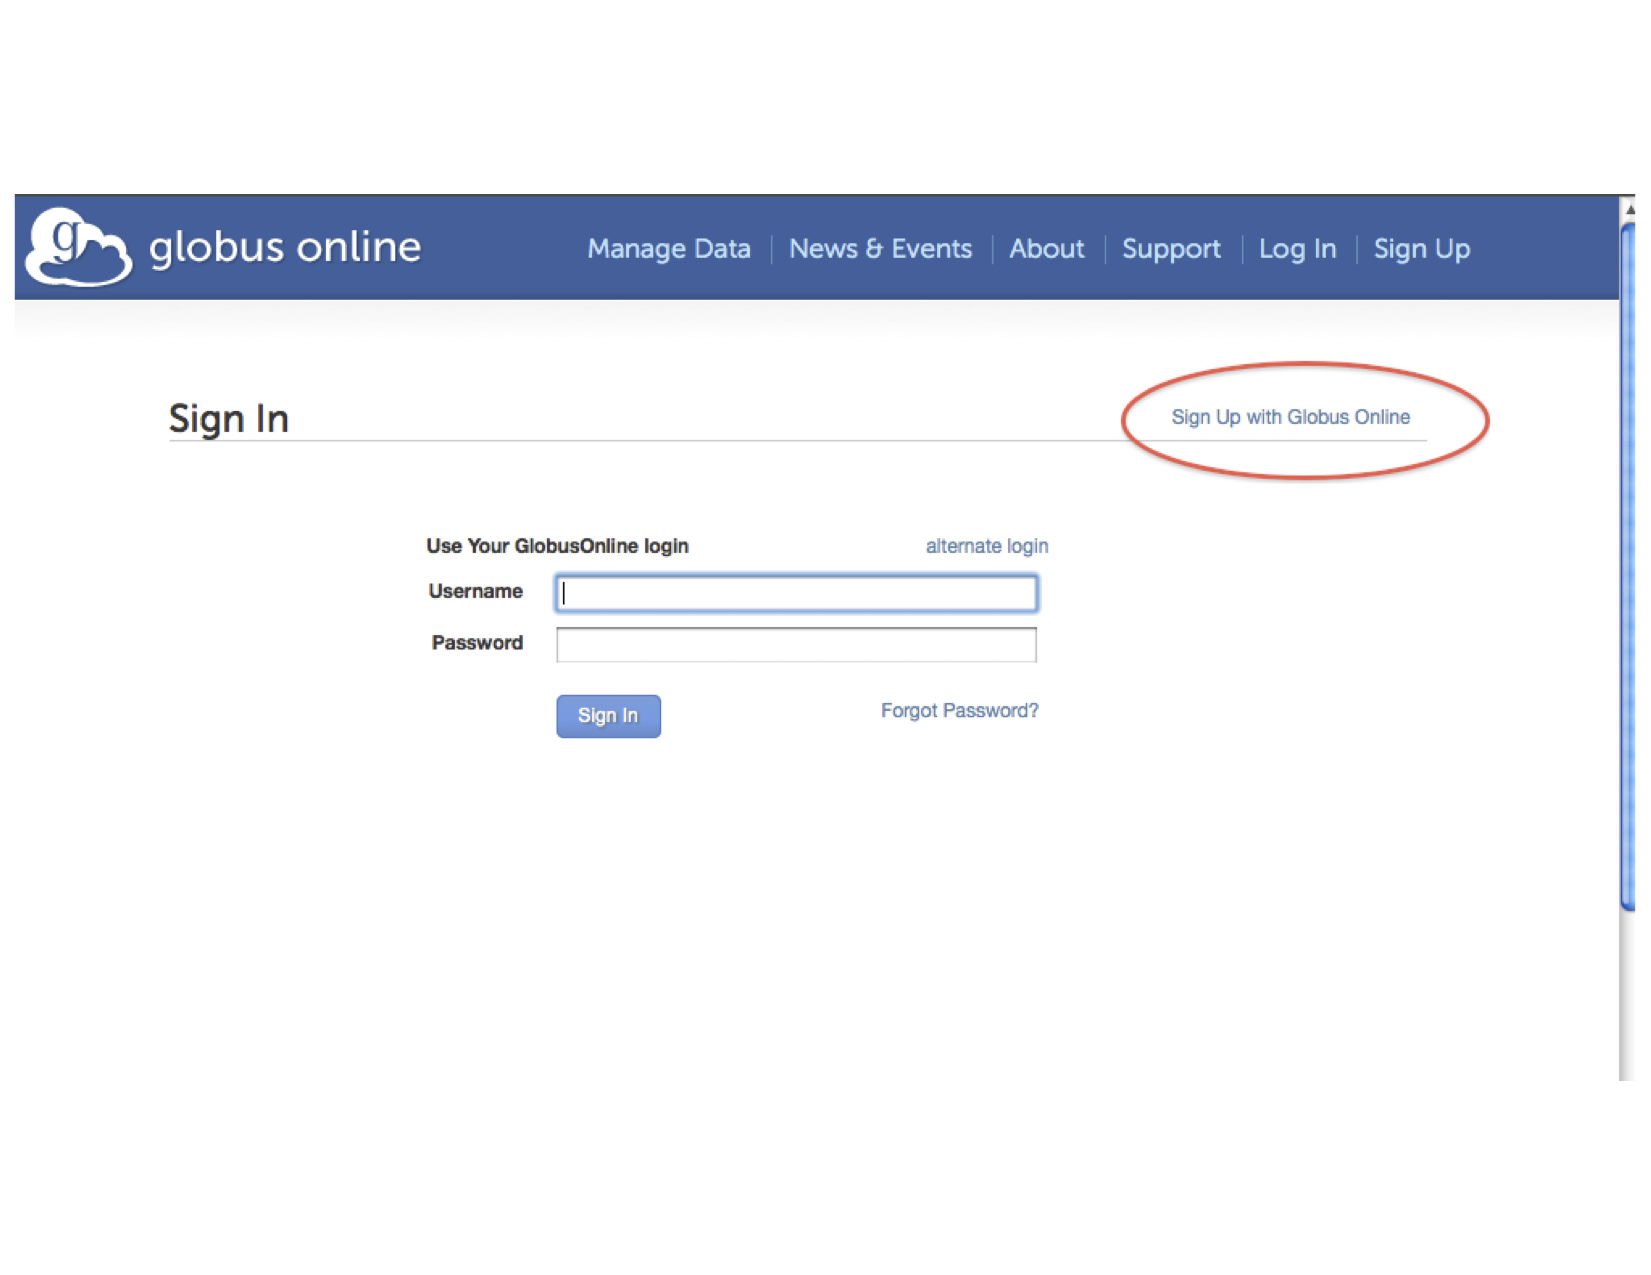 g globus online Manage Data News & Events About Support Log In Sign Up
Sign In Sign Up with Globus Online
Use Your GlobusOnline login alternate login
Username
Password
Sign In Forgot Password?